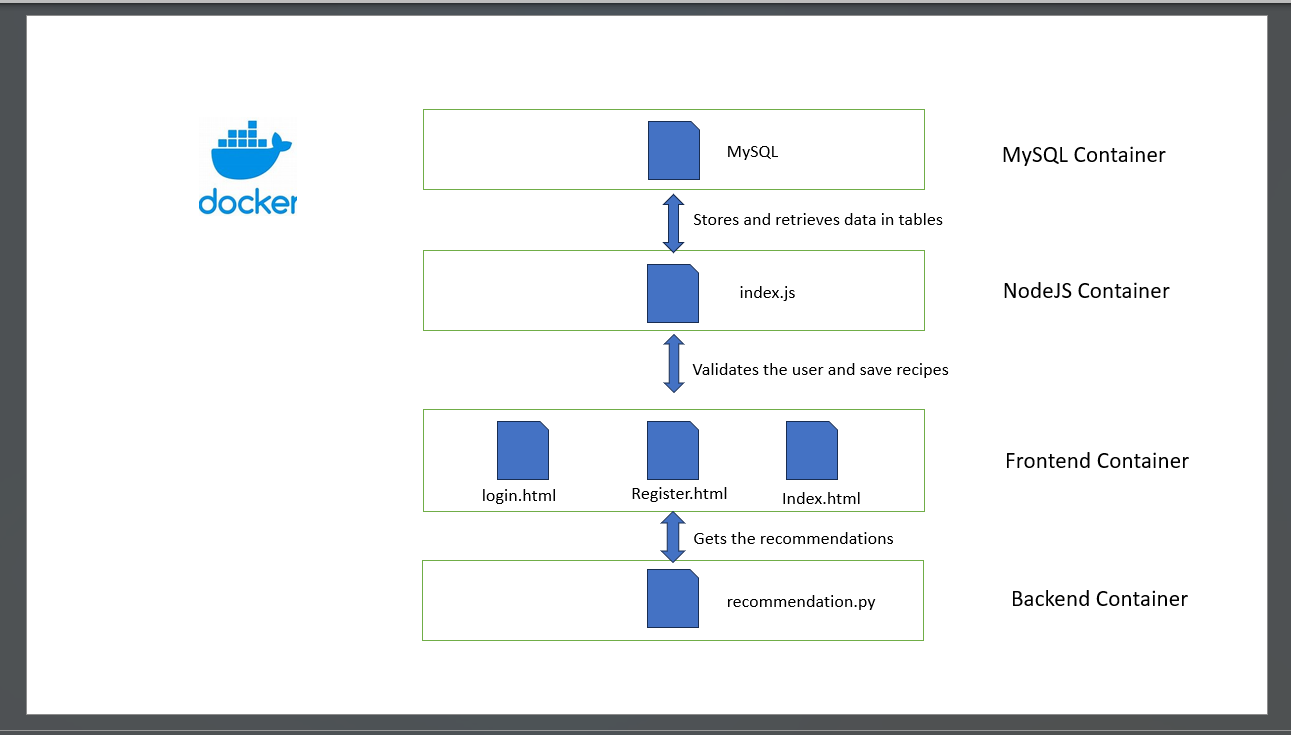 docker
MySQL
MySQL Container
Stores and retrieves data in tables
index.js
NodeJS Container
Validates the user and save recipes
login.html
Register.html
Index.html
Frontend Container
Gets the recommendations
recommendation.py
Backend Container